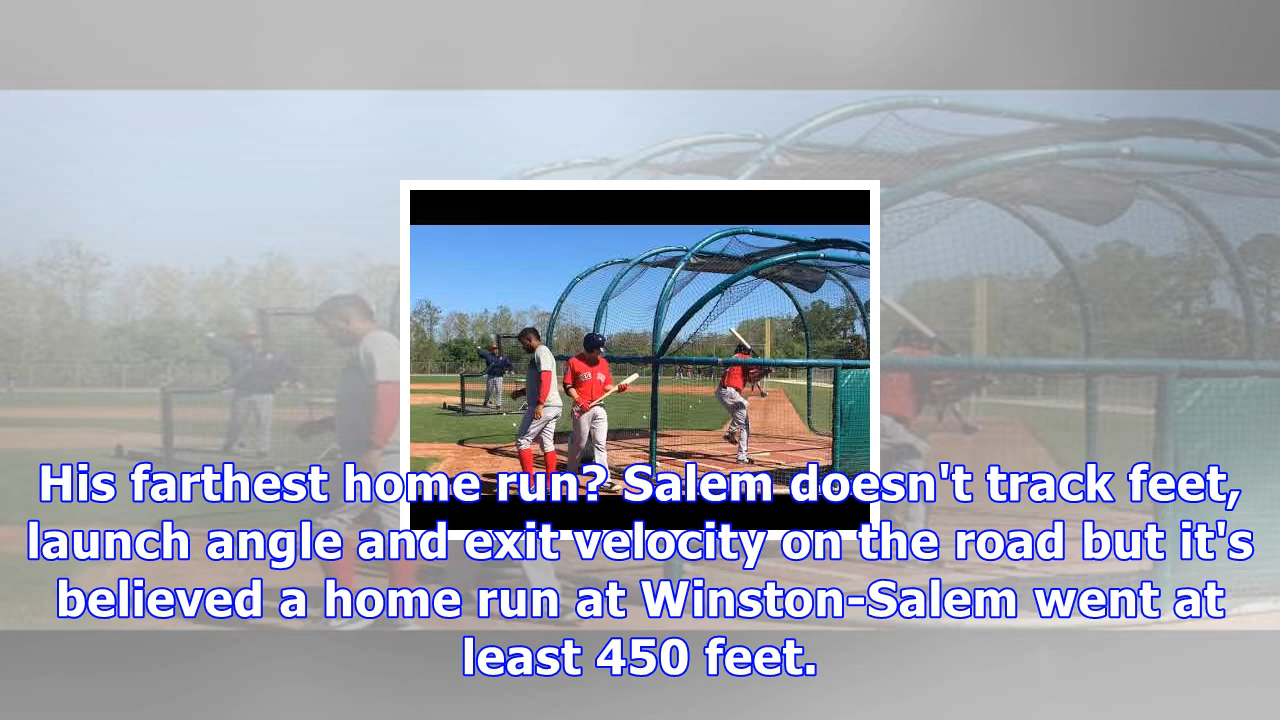 His farthest home run? Salem doesn't track feet,
launch angle and exit velocity on the road but it's
believed a home run at Winston-Salem went at
least 450 feet.